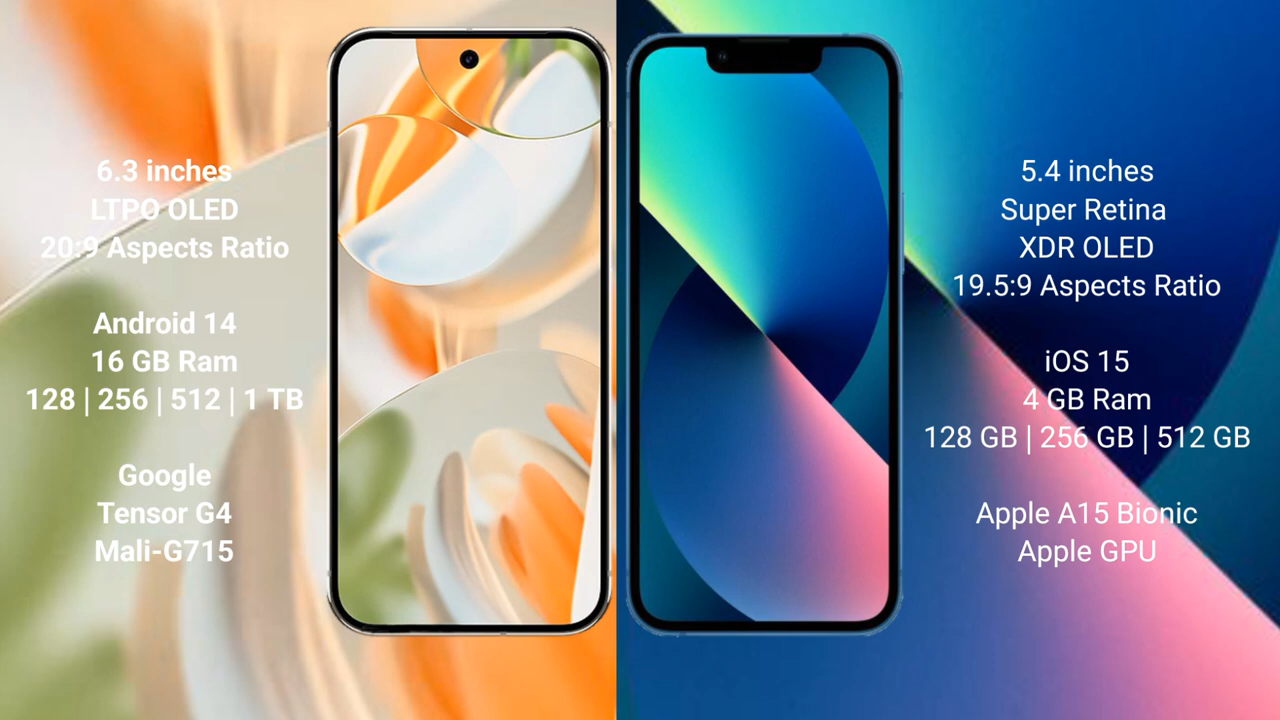 6.3 inches
LTPO OLED
20:9 Aspects Ratio
Android 14
16 GB Ram
128 | 256 | 512 | 1 TB
Google
Tensor G4
Mali-G715
5.4 inches
Super Retina
XDR OLED
19.5:9 Aspects Ratio
iOS 15
4 GB Ram
128 GB | 256 GB | 512 GB
Apple A15 Bionic
Apple GPU